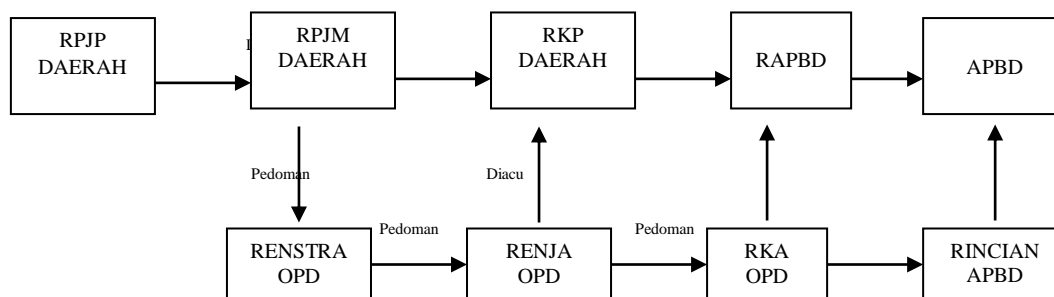 RPJP
DAERAH
RPJM
DAERAH
RKP
DAERAH
RAPBD
APBD
Pedoman
Diacu
Pedoman
Pedoman
RENSTRA
OPD
RENJA
OPD
RKA
OPD
RINCIAN
APBD